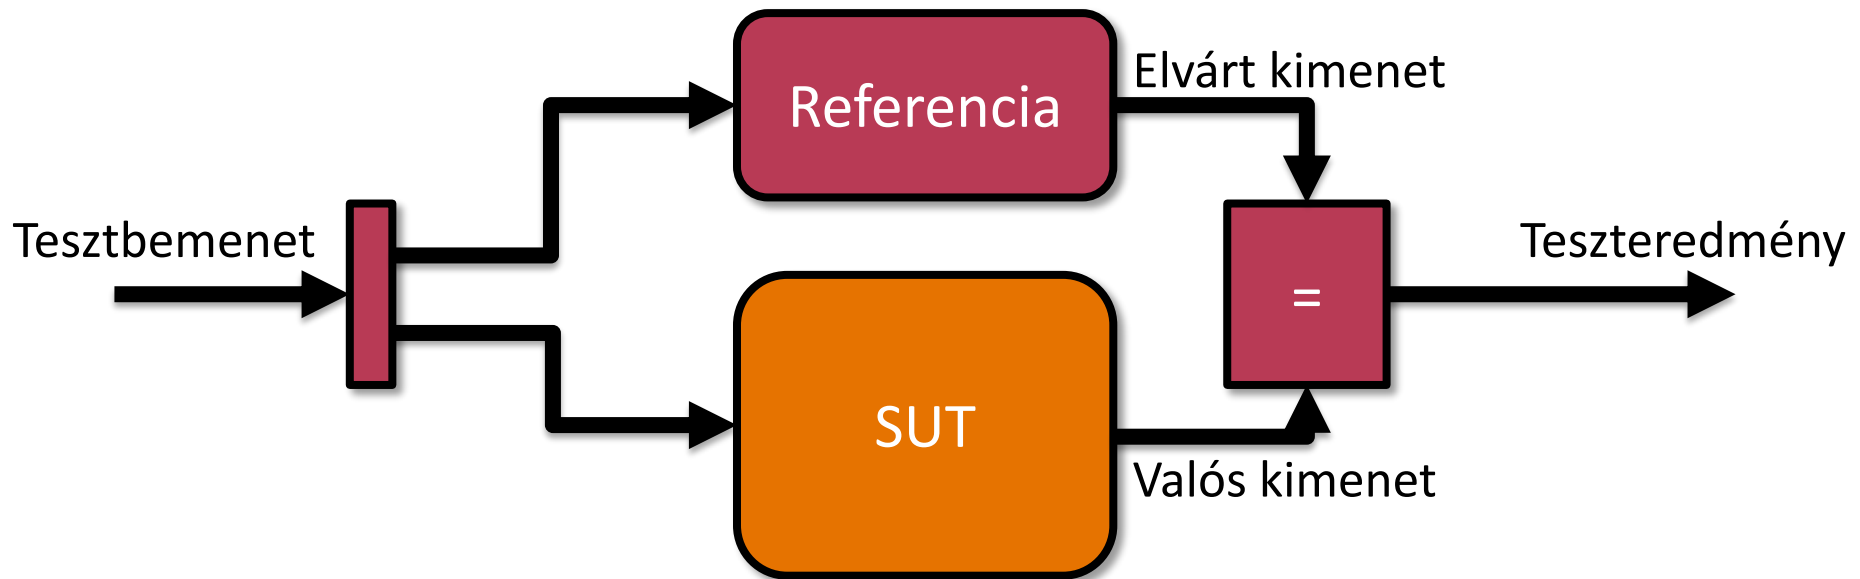 Elvárt kimenet
Referencia
Tesztbemenet
Teszteredmény
=
SUT
Valós kimenet